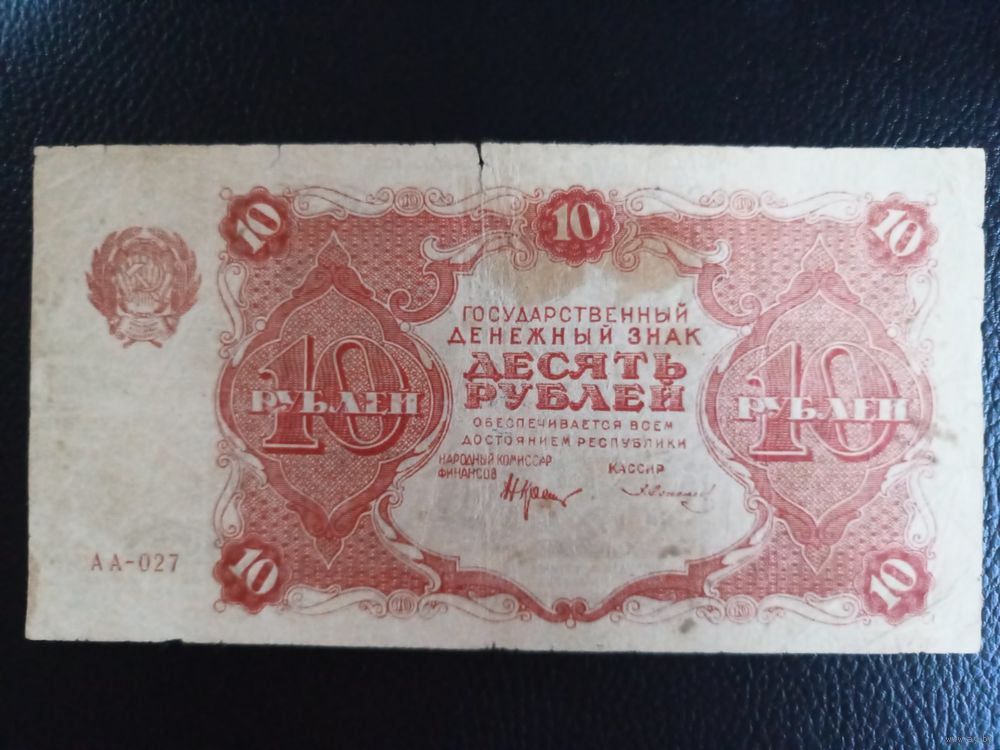 10 10 10
ГОСУДАРСТВЕННЫЙ
ДЕНЕЖНЫЙ ЗНАК
ДЕСЯТЬ
РУБЛЕЙ
10 РУБЛЕЙ
10 РУБЛЕЙ
ОБЕСПЕЧИВАЕТСЯ ВСЕМ
ДОСТОЯНИЕМ РЕСПУБЛИКИ
НАРОДНЫЙ КОМИССАР
ФИНАНСОВ
КАССИР
АА-027
10 10